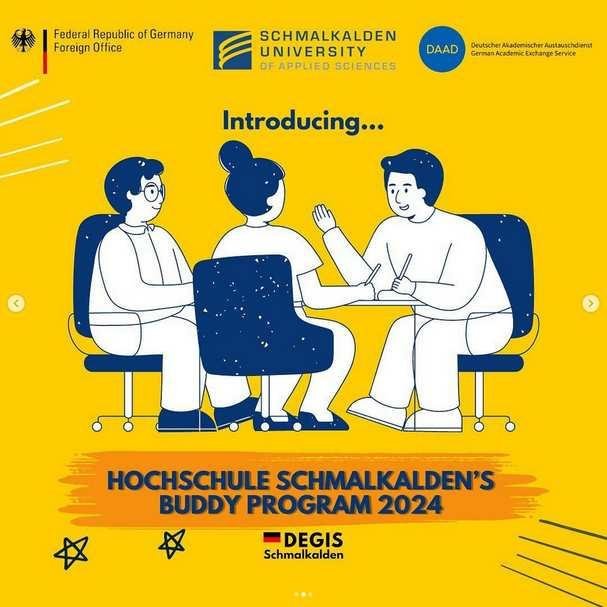 Federal Republic of Germany
Foreign Office
SCHMALKALDEN
UNIVERSITY
OF APPLIED SCIENCES
DAAD
Deutscher Akademischer Austauschdienst
German Academic Exchange Service
Introducing...
HOCHSCHULE SCHMALKALDEN'S
BUDDY PROGRAM 2024
DEGIS
Schmalkalden